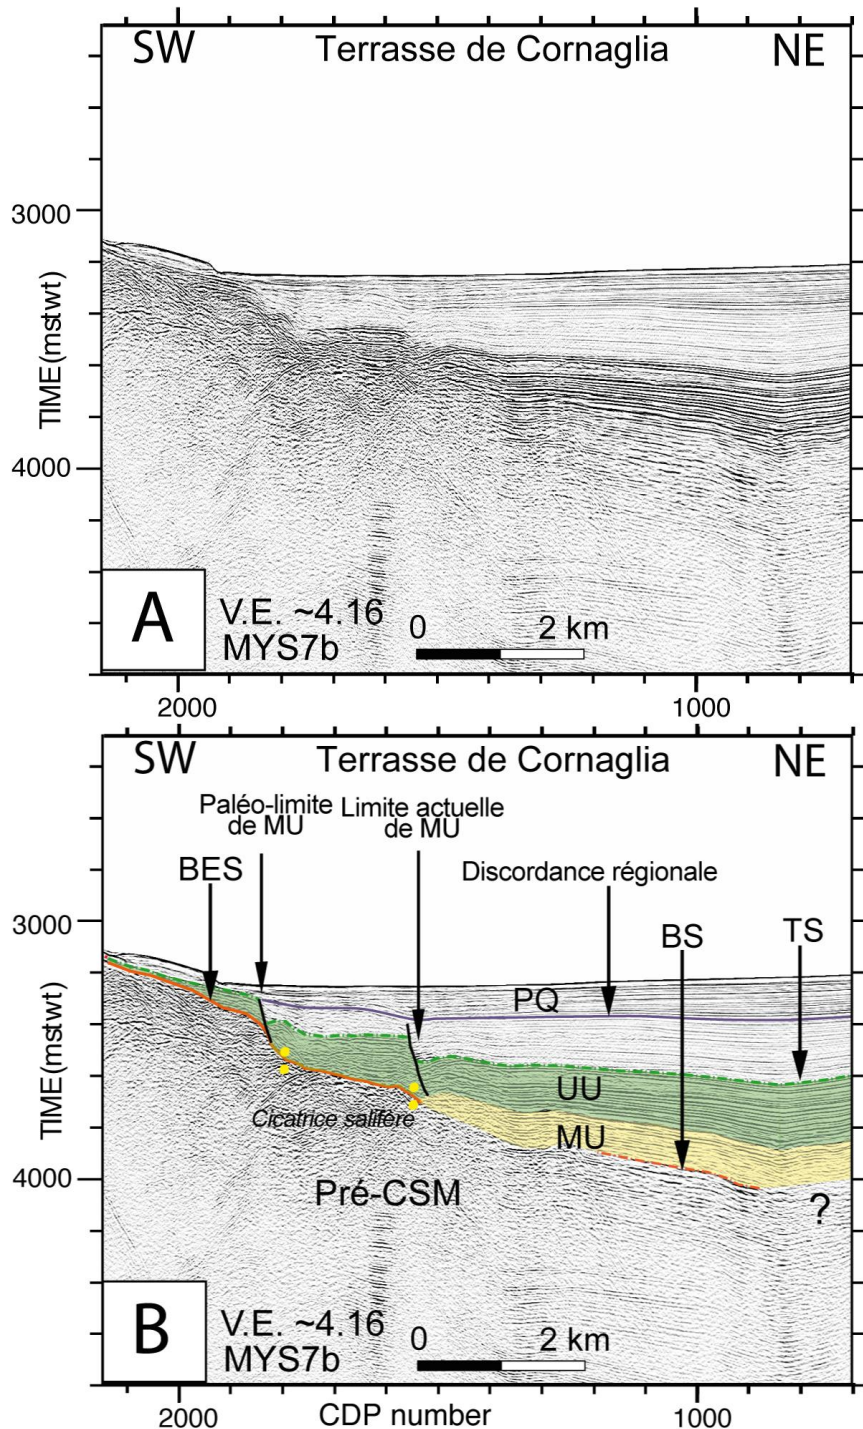 SW Terrasse de Cornaglia NE
3000
TIME (mstwt)
4000
A
V.E. ~4.16
MYS7b
0 2 km
2000 1000
SW Terrasse de Cornaglia NE
Paléo-limite
de MU
Limite actuelle
de MU
BES
Discordance régionale
BS
TS
3000
PQ
TIME (mstwt)
UU
MU
Cicatrice salifère
4000
Pré-CSM
?
B
V.E. ~4.16
MYS7b
0 2 km
2000 CDP number 1000